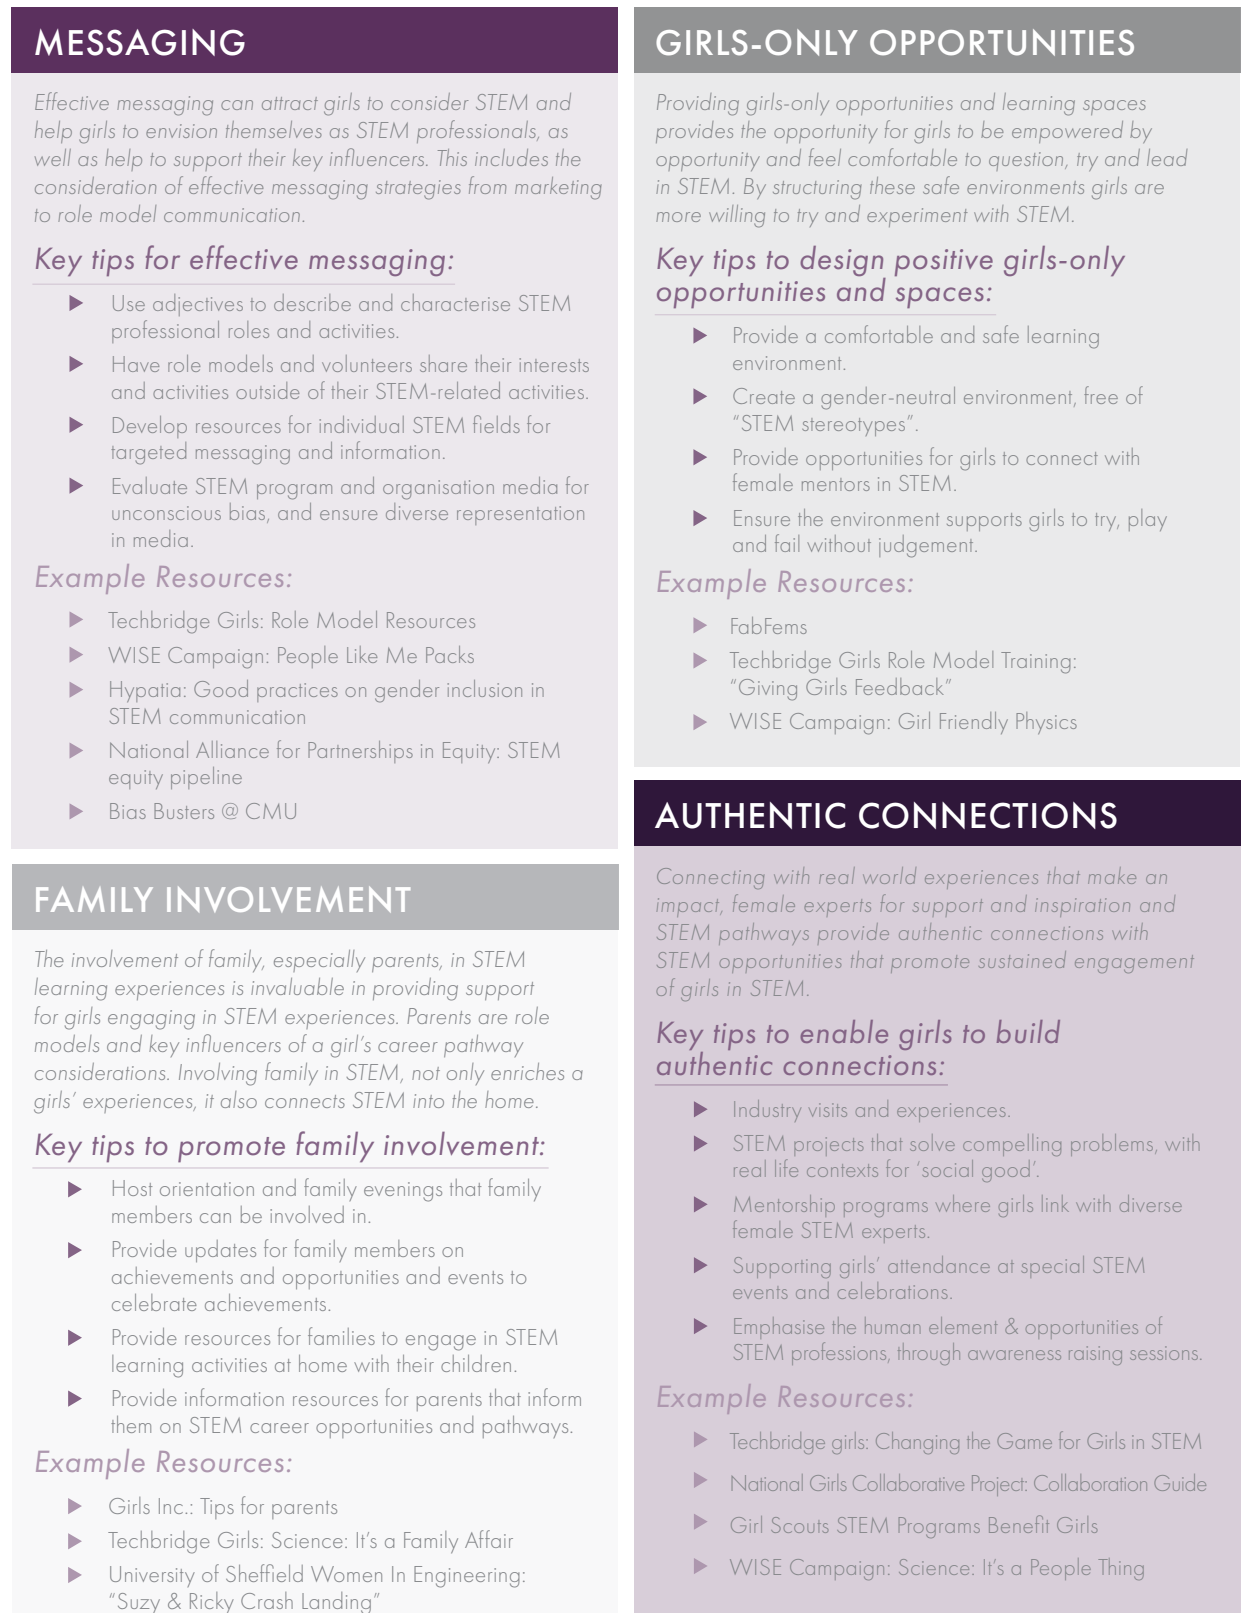 MESSAGING
Effective messaging can attract girls to consider STEM and
help girls to envision themselves as STEM professionals, as
well as help to support their key influencers. This includes the
consideration of effective messaging strategies from marketing
to role model communication.
Key tips for effective messaging:
Use adjectives to describe and characterise STEM
professional roles and activities.
Have role models and volunteers share their interests
and activities outside of their STEM-related activities.
Develop resources for individual STEM fields for
targeted messaging and information.
Evaluate STEM program and organisation media for
unconscious bias, and ensure diverse representation
in media.
Example Resources:
Techbridge Girls: Role Model Resources
WISE Campaign: People Like Me Packs
Hypatia: Good practices on gender inclusion in
STEM communication
National Alliance for Partnerships in Equity: STEM
equity pipeline
Bias Busters @ CMU
FAMILY INVOLVEMENT
The involvement of family, especially parents, in STEM
learning experiences is invaluable in providing support
for girls engaging in STEM experiences. Parents are role
models and key influencers of a girl's career pathway
considerations. Involving family in STEM, not only enriches a
girls' experiences, it also connects STEM into the home.
Key tips to promote family involvement:
Host orientation and family evenings that family
members can be involved in.
Provide updates for family members on
achievements and opportunities and events to
celebrate achievements.
Provide resources for families to engage in STEM
learning activities at home with their children.
Provide information resources for parents that inform
them on STEM career opportunities and pathways.
Example Resources:
Girls Inc.: Tips for parents
Techbridge Girls: Science: It's a Family Affair
University of Sheffield Women In Engineering:
"Suzy & Ricky Crash Landing"
GIRLS-ONLY OPPORTUNITIES
Providing girls-only opportunities and learning spaces
provides the opportunity for girls to be empowered by
opportunity and feel comfortable to question, try and lead
in STEM. By structuring these safe environments girls are
more willing to try and experiment with STEM.
Key tips to design positive girls-only
opportunities and spaces:
Provide a comfortable and safe learning
environment.
Create a gender-neutral environment, free of
"STEM stereotypes".
Provide opportunities for girls to connect with
female mentors in STEM.
Ensure the environment supports girls to try, play
and fail without judgement.
Example Resources:
FabFems
Techbridge Girls Role Model Training:
"Giving Girls Feedback"
WISE Campaign: Girl Friendly Physics
AUTHENTIC CONNECTIONS
Connecting with real world experiences that make an
impact, female experts for support and inspiration and
STEM pathways provide authentic connections with
STEM opportunities that promote sustained engagement
of girls in STEM.
Key tips to enable girls to build
authentic connections:
Industry visits and experiences.
STEM projects that solve compelling problems, with
real life contexts for 'social good'.
Mentorship programs where girls link with diverse
female STEM experts.
Supporting girls' attendance at special STEM
events and celebrations.
Emphasise the human element & opportunities of
STEM professions, through awareness raising sessions.
Example Resources:
Techbridge girls: Changing the Game for Girls in STEM
National Girls Collaborative Project: Collaboration Guide
Girl Scouts STEM Programs Benefit Girls
WISE Campaign: Science: It's a People Thing